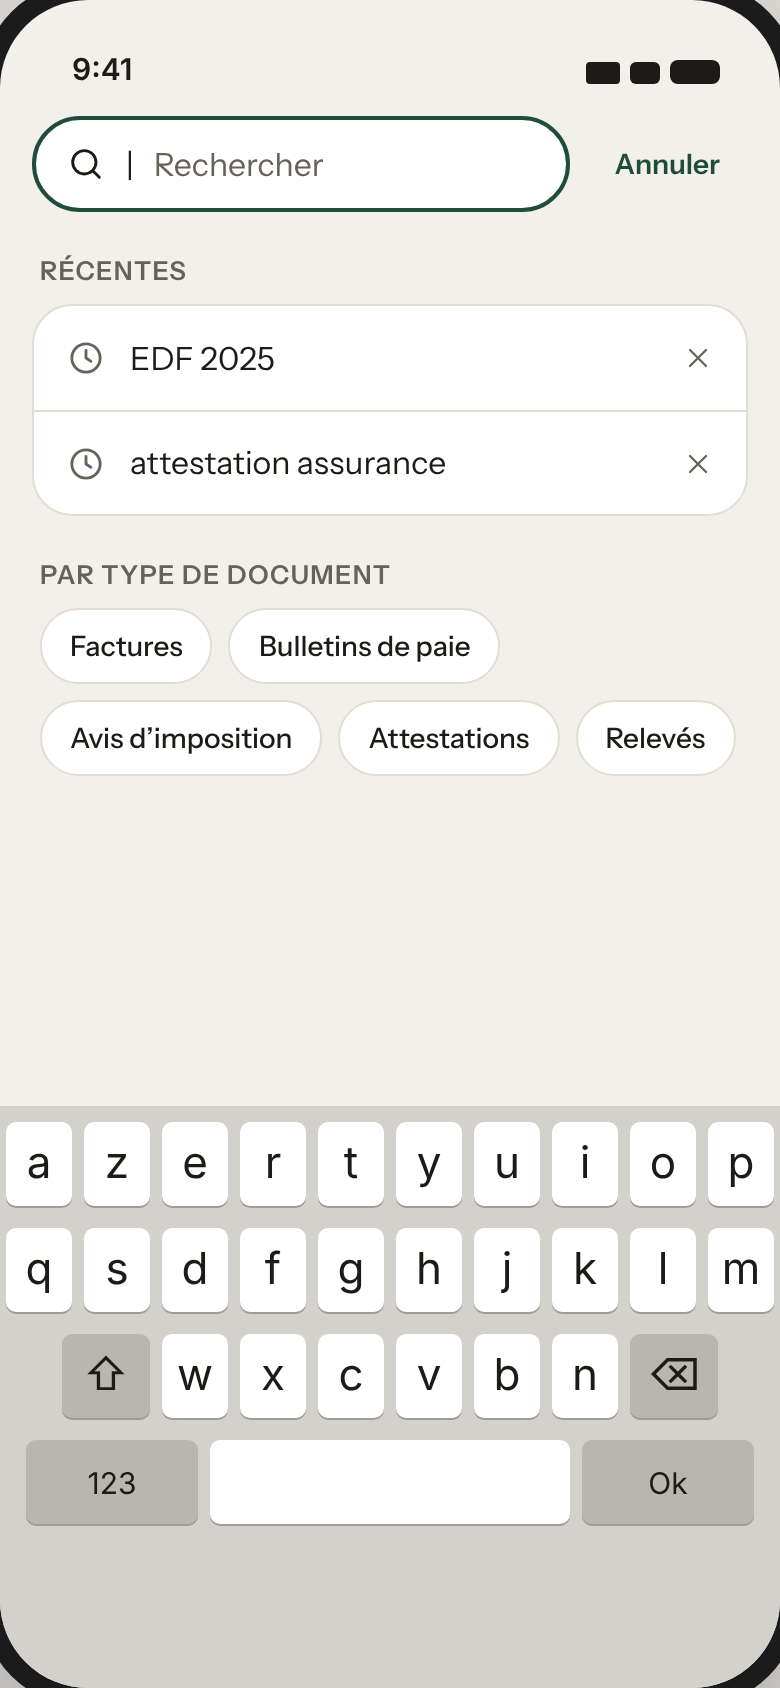 9:41
Rechercher
Annuler
RÉCENTES
EDF 2025
attestation assurance
PAR TYPE DE DOCUMENT
Factures
Bulletins de paie
Avis d’imposition
Attestations
Relevés
a z e r t y u i o p
q s d f g h j k l m
w x c v b n
123
Ok